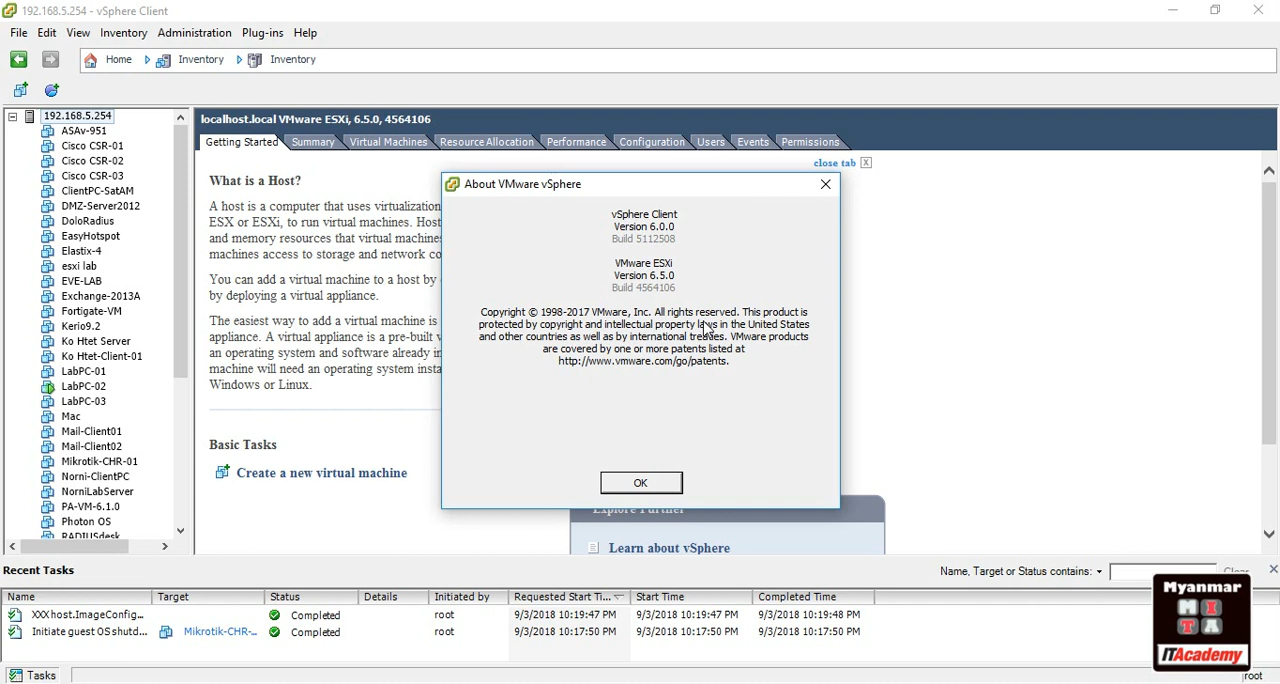 192.168.5.254 - vSphere Client
File Edit View Inventory Administration Plug-ins Help
Home Inventory Inventory
192.168.5.254
ASAv-951
Cisco CSR-01
Cisco CSR-02
Cisco CSR-03
ClientPC-SatAM
DMZ-Server2012
DoloRadius
EasyHotspot
Elastix-4
esxi lab
EVE-LAB
Exchange-2013A
Fortigate-VM
Kerio9.2
Ko Htet Server
Ko Htet-Client-01
LabPC-01
LabPC-02
LabPC-03
Mac
Mail-Client01
Mail-Client02
Mikrotik-CHR-01
Norni-ClientPC
NorniLabServer
PA-VM-6.1.0
Photon OS
RADIUSdesk
localhost.local VMware ESXi, 6.5.0, 4564106
Getting Started Summary Virtual Machines Resource Allocation Performance Configuration Users Events Permissions
close tab X
What is a Host?
A host is a computer that uses virtualization
ESX or ESXi, to run virtual machines. Host
and memory resources that virtual machine
machines access to storage and network co
You can add a virtual machine to a host by
by deploying a virtual appliance.
The easiest way to add a virtual machine is
appliance. A virtual appliance is a pre-built v
an operating system and software already in
machine will need an operating system insta
Windows or Linux.
Basic Tasks
Create a new virtual machine
Explore Further
Learn about vSphere
About VMware vSphere
vSphere Client
Version 6.0.0
Build 5112508
VMware ESXi
Version 6.5.0
Build 4564106
Copyright © 1998-2017 VMware, Inc. All rights reserved. This product is
protected by copyright and intellectual property laws in the United States
and other countries as well as by international treaties. VMware products
are covered by one or more patents listed at
http://www.vmware.com/go/patents.
OK
Recent Tasks
Name, Target or Status contains: Clear
Name Target Status Details Initiated by Requested Start Ti... Start Time Completed Time
XXX host.ImageConfig... Completed root 9/3/2018 10:19:47 PM 9/3/2018 10:19:47 PM 9/3/2018 10:19:48 PM
Initiate guest OS shutd... Mikrotik-CHR-... Completed root 9/3/2018 10:17:50 PM 9/3/2018 10:17:50 PM 9/3/2018 10:17:50 PM
Tasks
root
Myanmar
M I
T A
ITAcademy